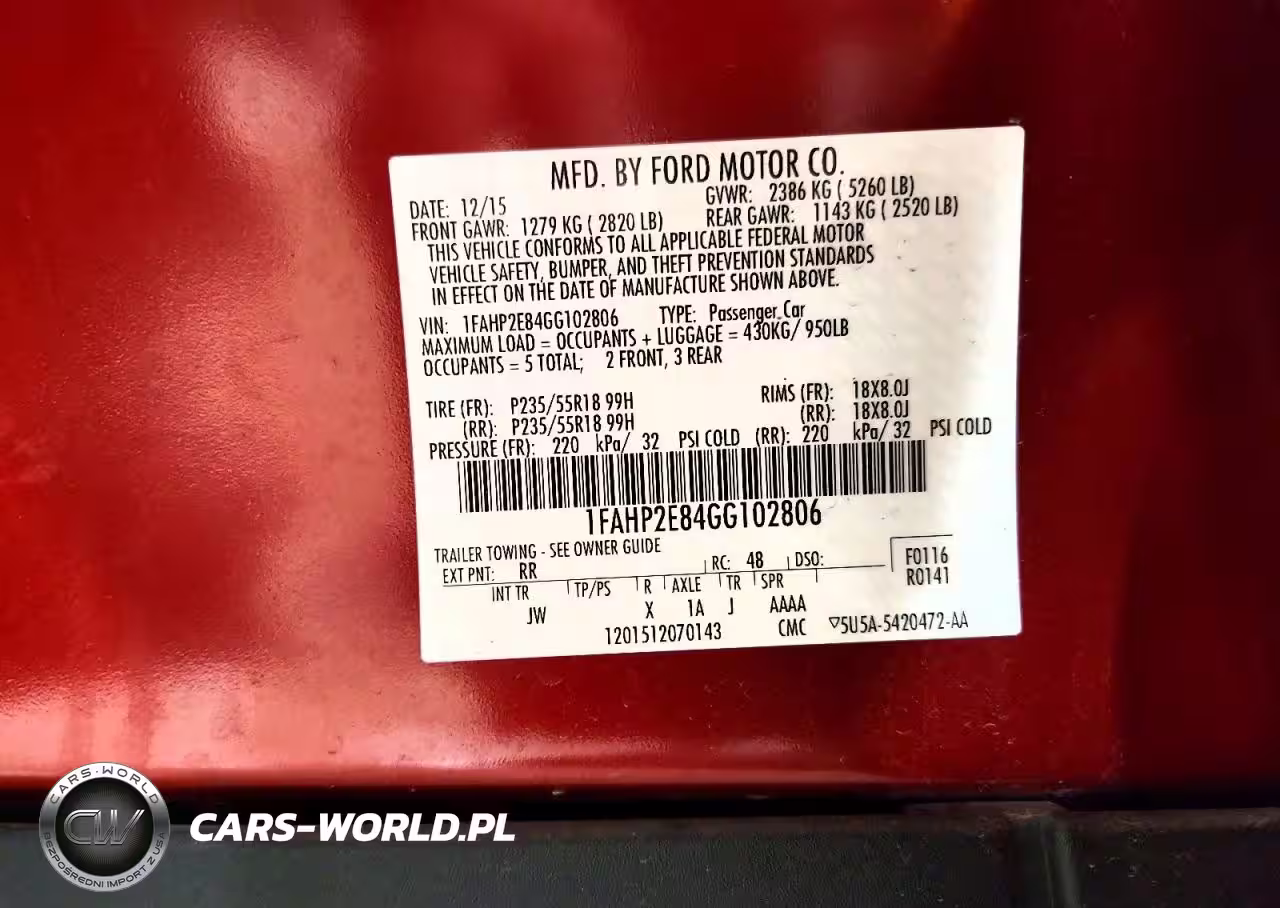 MFD. BY FORD MOTOR CO.
DATE: 12/15 GVWR: 2386 KG ( 5260 LB)
FRONT GAWR: 1279 KG ( 2820 LB) REAR GAWR: 1143 KG ( 2520 LB)
THIS VEHICLE CONFORMS TO ALL APPLICABLE FEDERAL MOTOR
VEHICLE SAFETY, BUMPER, AND THEFT PREVENTION STANDARDS
IN EFFECT ON THE DATE OF MANUFACTURE SHOWN ABOVE.
VIN: 1FAHP2E84GG102806 TYPE: Passenger Car
MAXIMUM LOAD = OCCUPANTS + LUGGAGE = 430KG/ 950LB
OCCUPANTS = 5 TOTAL; 2 FRONT, 3 REAR
TIRE (FR): P235/55R18 99H RIMS (FR): 18X8.0J
(RR): P235/55R18 99H (RR): 18X8.0J
PRESSURE (FR): 220 kPa/ 32 PSI COLD (RR): 220 kPa/ 32 PSI COLD
1FAHP2E84GG102806
TRAILER TOWING - SEE OWNER GUIDE
EXT PNT: RR RC: 48 DSO: F0116
R0141
INT TR TP/PS R AXLE TR SPR
JW X 1A J AAAA
1201512070143 CMC ▽5U5A-5420472-AA
CARS-WORLD
CW
BEZPOŚREDNI IMPORT Z USA
CARS-WORLD.PL